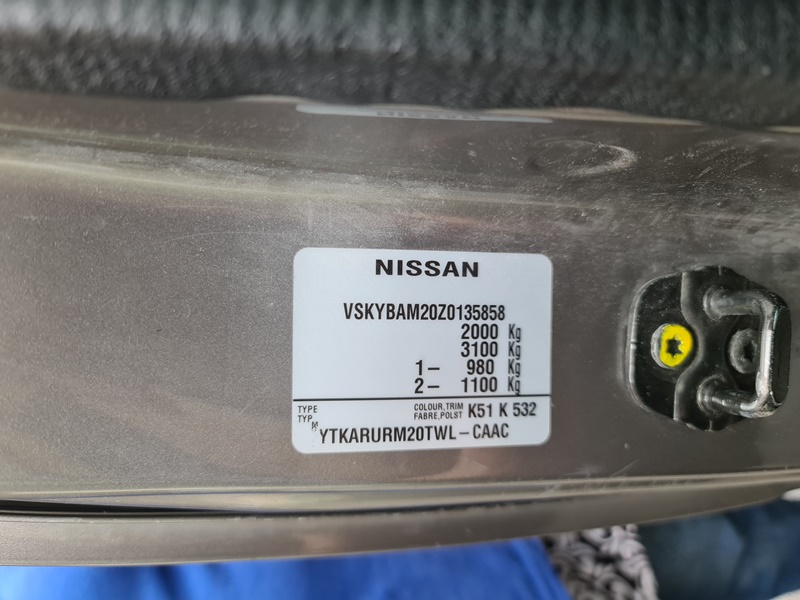 NISSAN
VSKYBAM20Z0135858
2000 Kg
3100 Kg
1- 980 Kg
2- 1100 Kg
TYPE COLOUR,TRIM K51 K 532
TYP FABRE,POLST
M YTKARURM20TWL-CAAC